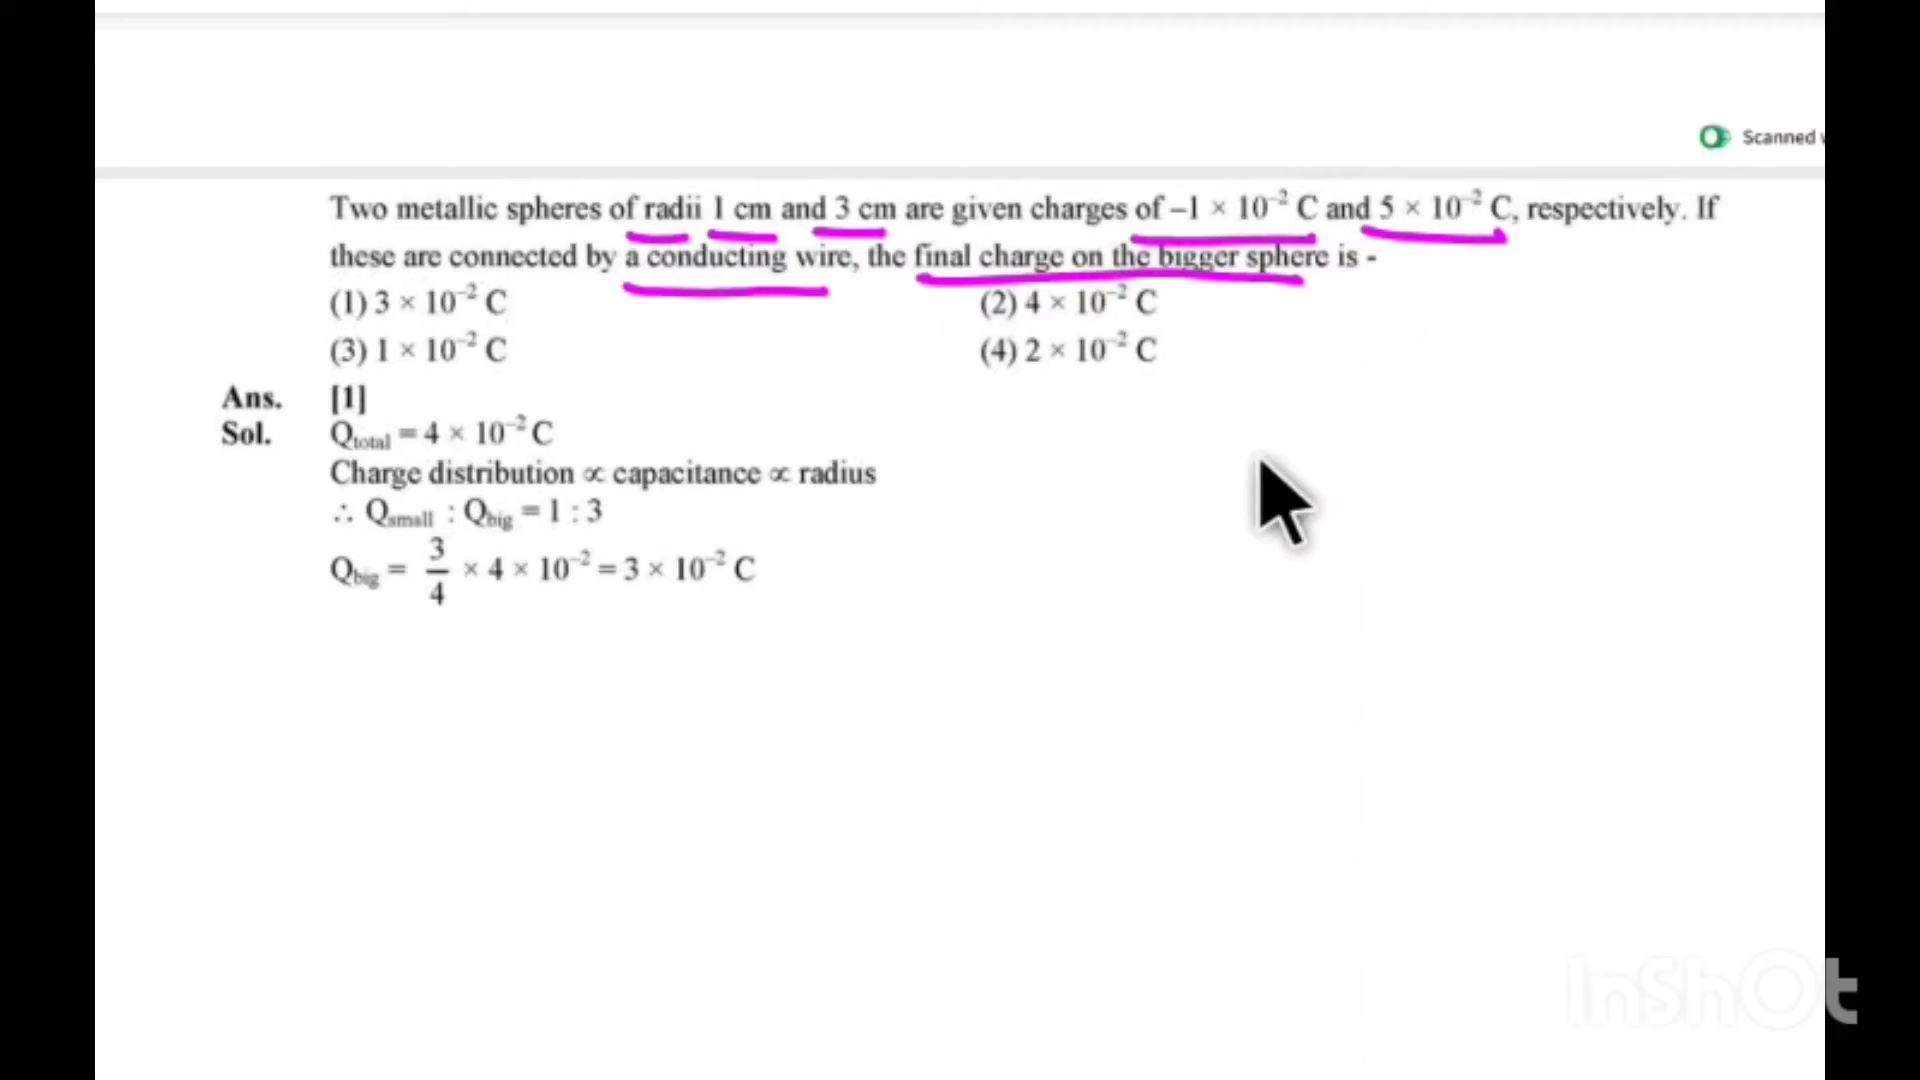 Scanned
Two metallic spheres of radii 1 cm and 3 cm are given charges of –1 × 10⁻² C and 5 × 10⁻² C, respectively. If
these are connected by a conducting wire, the final charge on the bigger sphere is -
(1) 3 × 10⁻² C (2) 4 × 10⁻² C
(3) 1 × 10⁻² C (4) 2 × 10⁻² C
Ans. [1]
Sol. Q_total = 4 × 10⁻² C
Charge distribution ∝ capacitance ∝ radius
∴ Q_small : Q_big = 1 : 3
Q_big = 3/4 × 4 × 10⁻² = 3 × 10⁻² C
InShOt